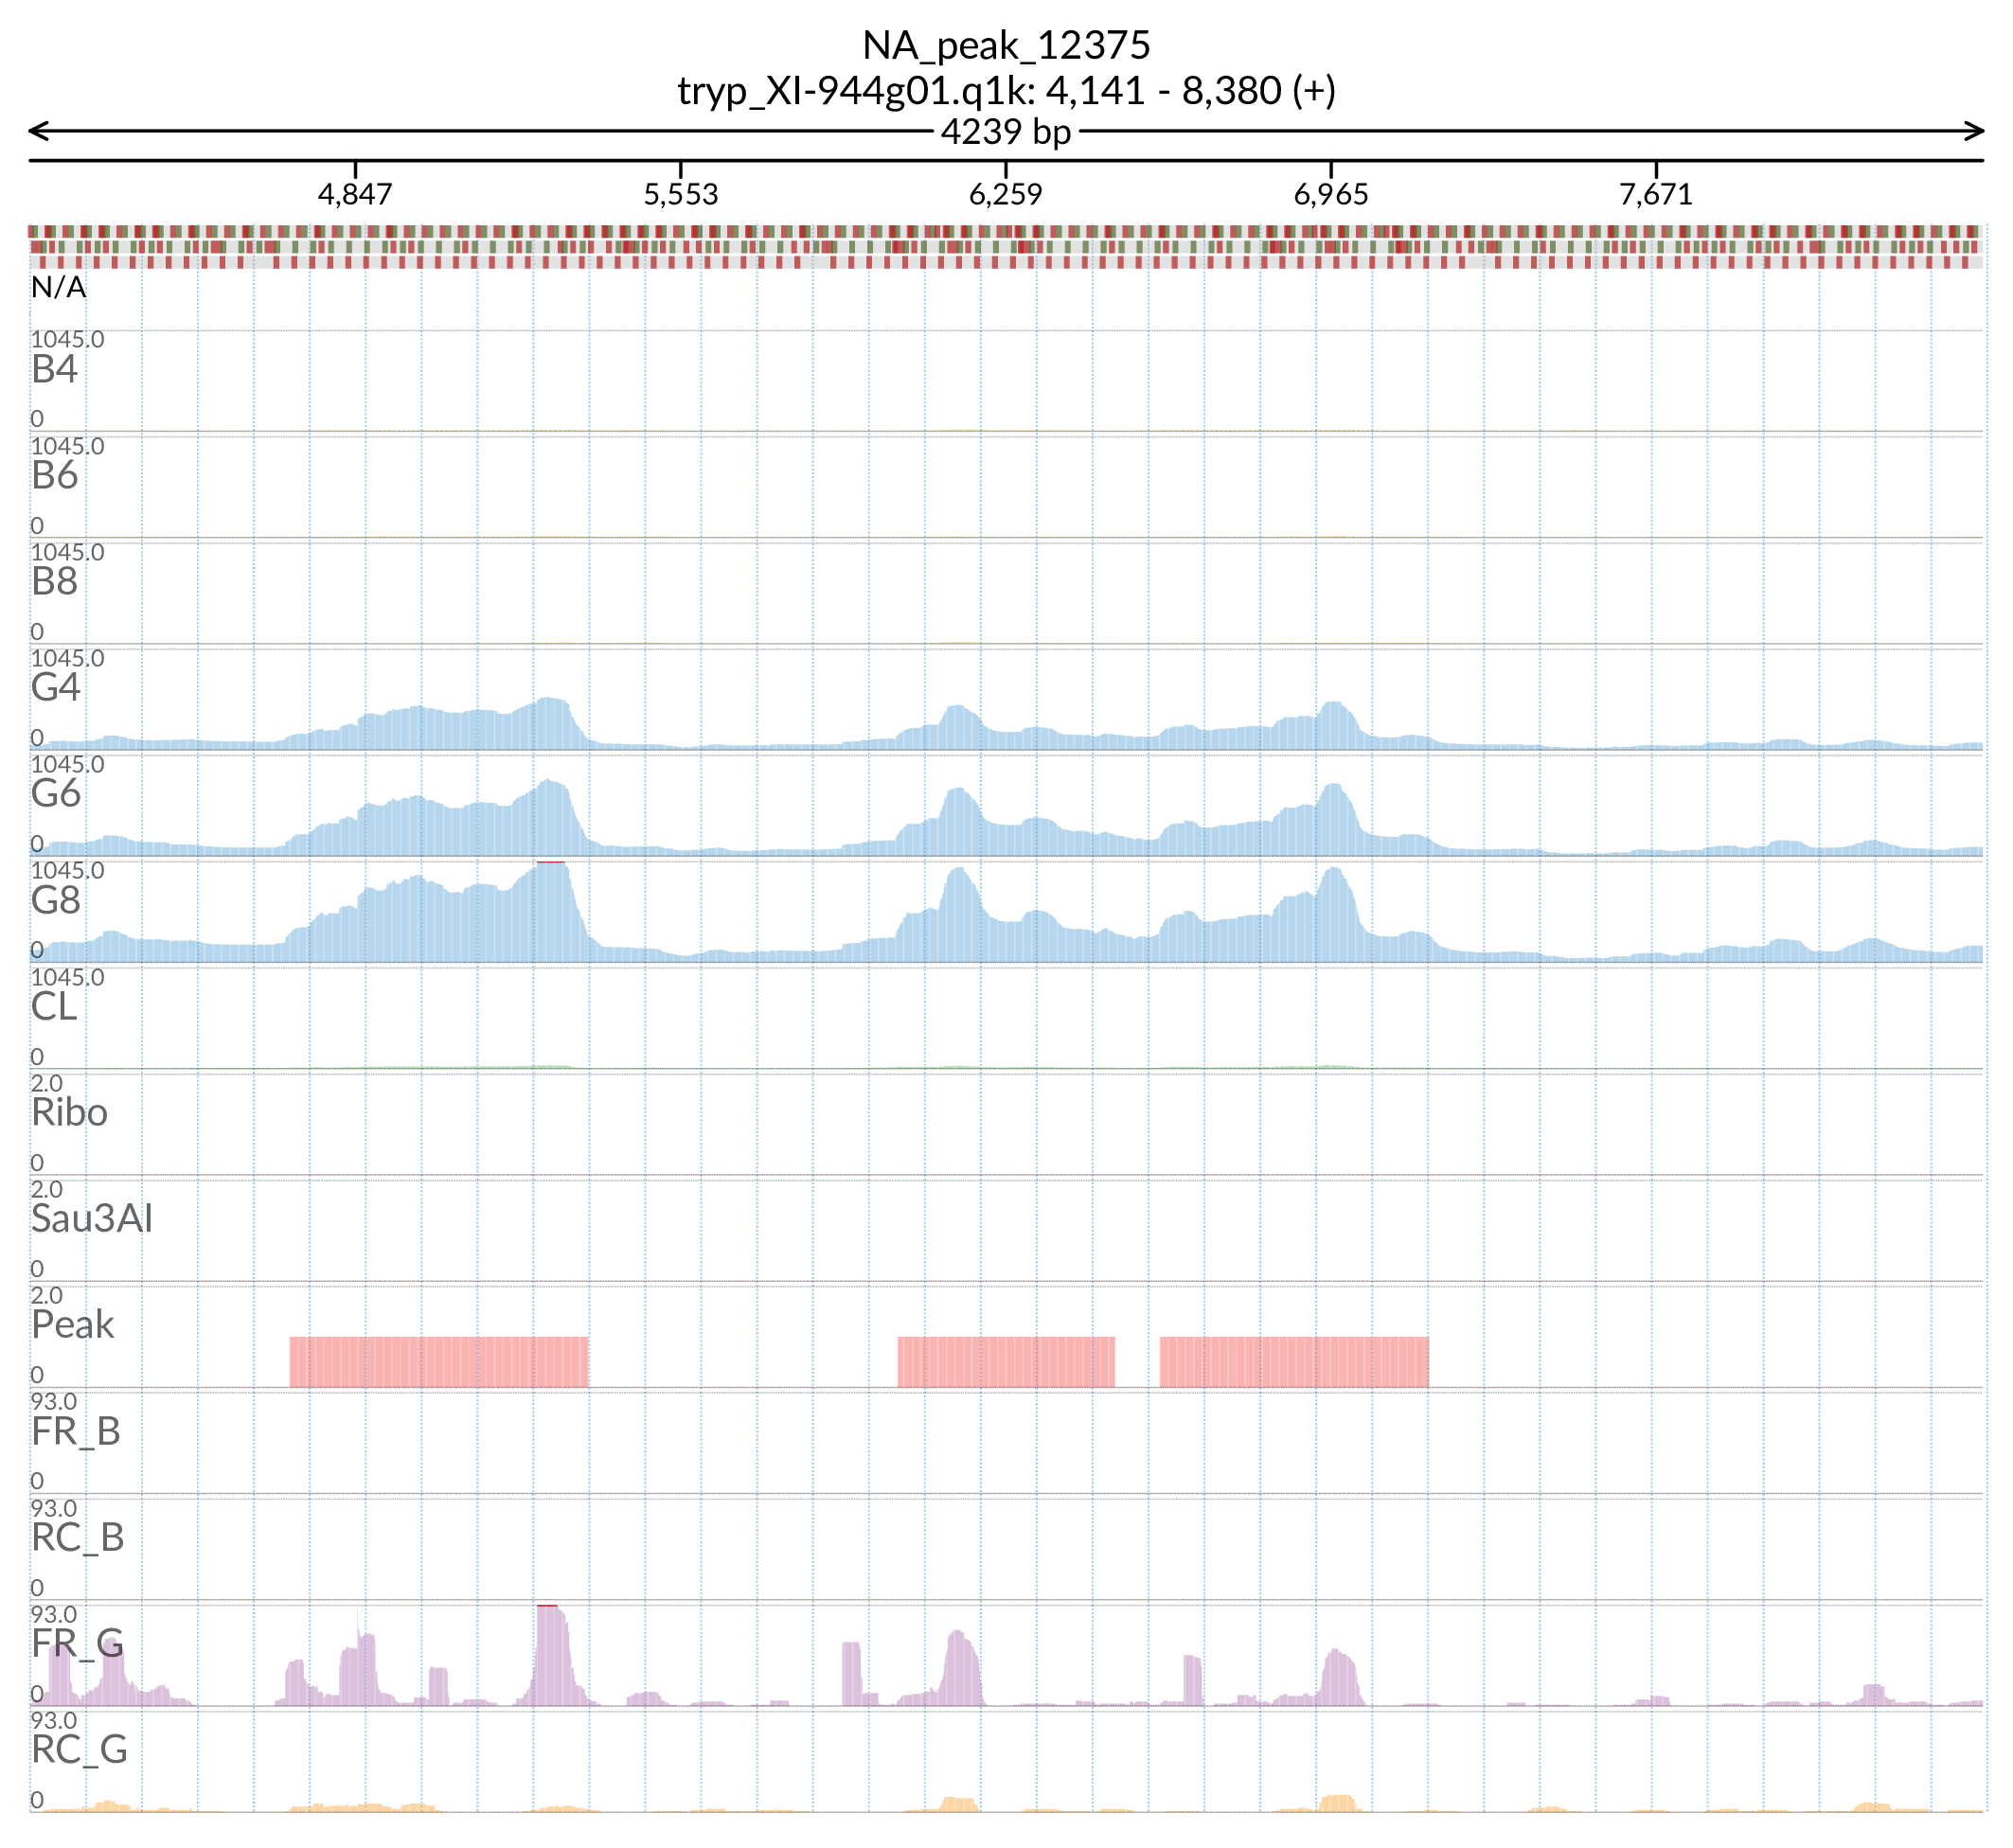 NA_peak_12375
tryp_XI-944g01.q1k: 4,141 - 8,380 (+)
4239 bp
4,847 5,553 6,259 6,965 7,671
N/A
1045.0
B4
0
1045.0
B6
0
1045.0
B8
0
1045.0
G4
0
1045.0
G6
0
1045.0
G8
0
1045.0
CL
0
2.0
Ribo
0
2.0
Sau3AI
0
2.0
Peak
0
93.0
FR_B
0
93.0
RC_B
0
93.0
FR_G
0
93.0
RC_G
0